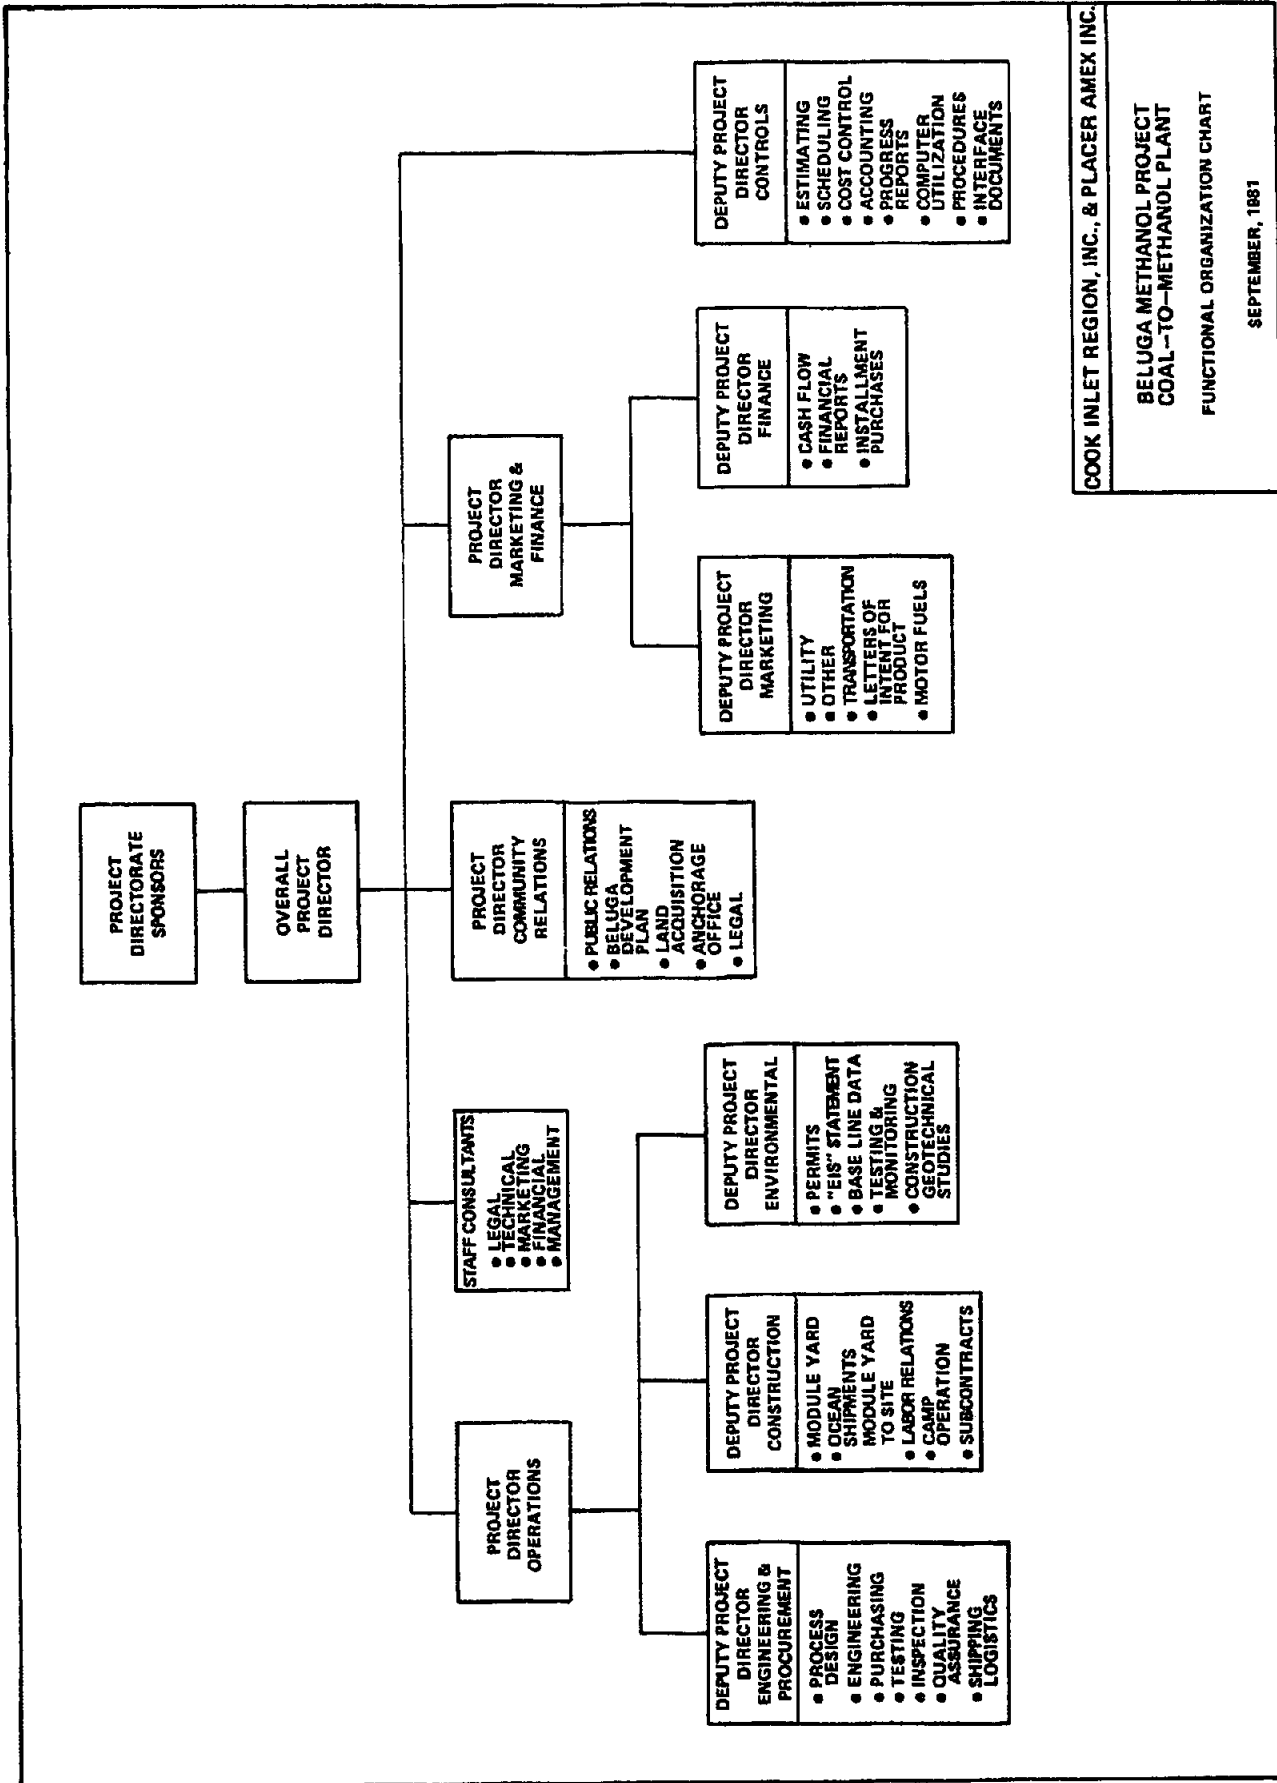 PROJECT
DIRECTORATE
SPONSORS
OVERALL
PROJECT
DIRECTOR
PROJECT
DIRECTOR
OPERATIONS
STAFF CONSULTANTS
● LEGAL
● TECHNICAL
● MARKETING
● FINANCIAL
● MANAGEMENT
PROJECT
DIRECTOR
COMMUNITY
RELATIONS
● PUBLIC RELATIONS
● BELUGA
DEVELOPMENT
PLAN
● LAND
ACQUISITION
● ANCHORAGE
OFFICE
● LEGAL
PROJECT
DIRECTOR
MARKETING &
FINANCE
DEPUTY PROJECT
DIRECTOR
ENGINEERING &
PROCUREMENT
● PROCESS
DESIGN
● ENGINEERING
● PURCHASING
● TESTING
● INSPECTION
● QUALITY
ASSURANCE
● SHIPPING
LOGISTICS
DEPUTY PROJECT
DIRECTOR
CONSTRUCTION
● MODULE YARD
● OCEAN
SHIPMENTS
MODULE YARD
TO SITE
● LABOR RELATIONS
● CAMP
OPERATION
● SUBCONTRACTS
DEPUTY PROJECT
DIRECTOR
ENVIRONMENTAL
● PERMITS
● "EIS" STATEMENT
● BASE LINE DATA
● TESTING &
MONITORING
● CONSTRUCTION
GEOTECHNICAL
STUDIES
DEPUTY PROJECT
DIRECTOR
MARKETING
● UTILITY
● OTHER
● TRANSPORTATION
● LETTERS OF
INTENT FOR
PRODUCT
● MOTOR FUELS
DEPUTY PROJECT
DIRECTOR
FINANCE
● CASH FLOW
● FINANCIAL
REPORTS
● INSTALLMENT
PURCHASES
DEPUTY PROJECT
DIRECTOR
CONTROLS
● ESTIMATING
● SCHEDULING
● COST CONTROL
● ACCOUNTING
● PROGRESS
REPORTS
● COMPUTER
UTILIZATION
● PROCEDURES
● INTERFACE
DOCUMENTS
COOK INLET REGION, INC., & PLACER AMEX INC.
BELUGA METHANOL PROJECT
COAL-TO-METHANOL PLANT
FUNCTIONAL ORGANIZATION CHART
SEPTEMBER, 1981